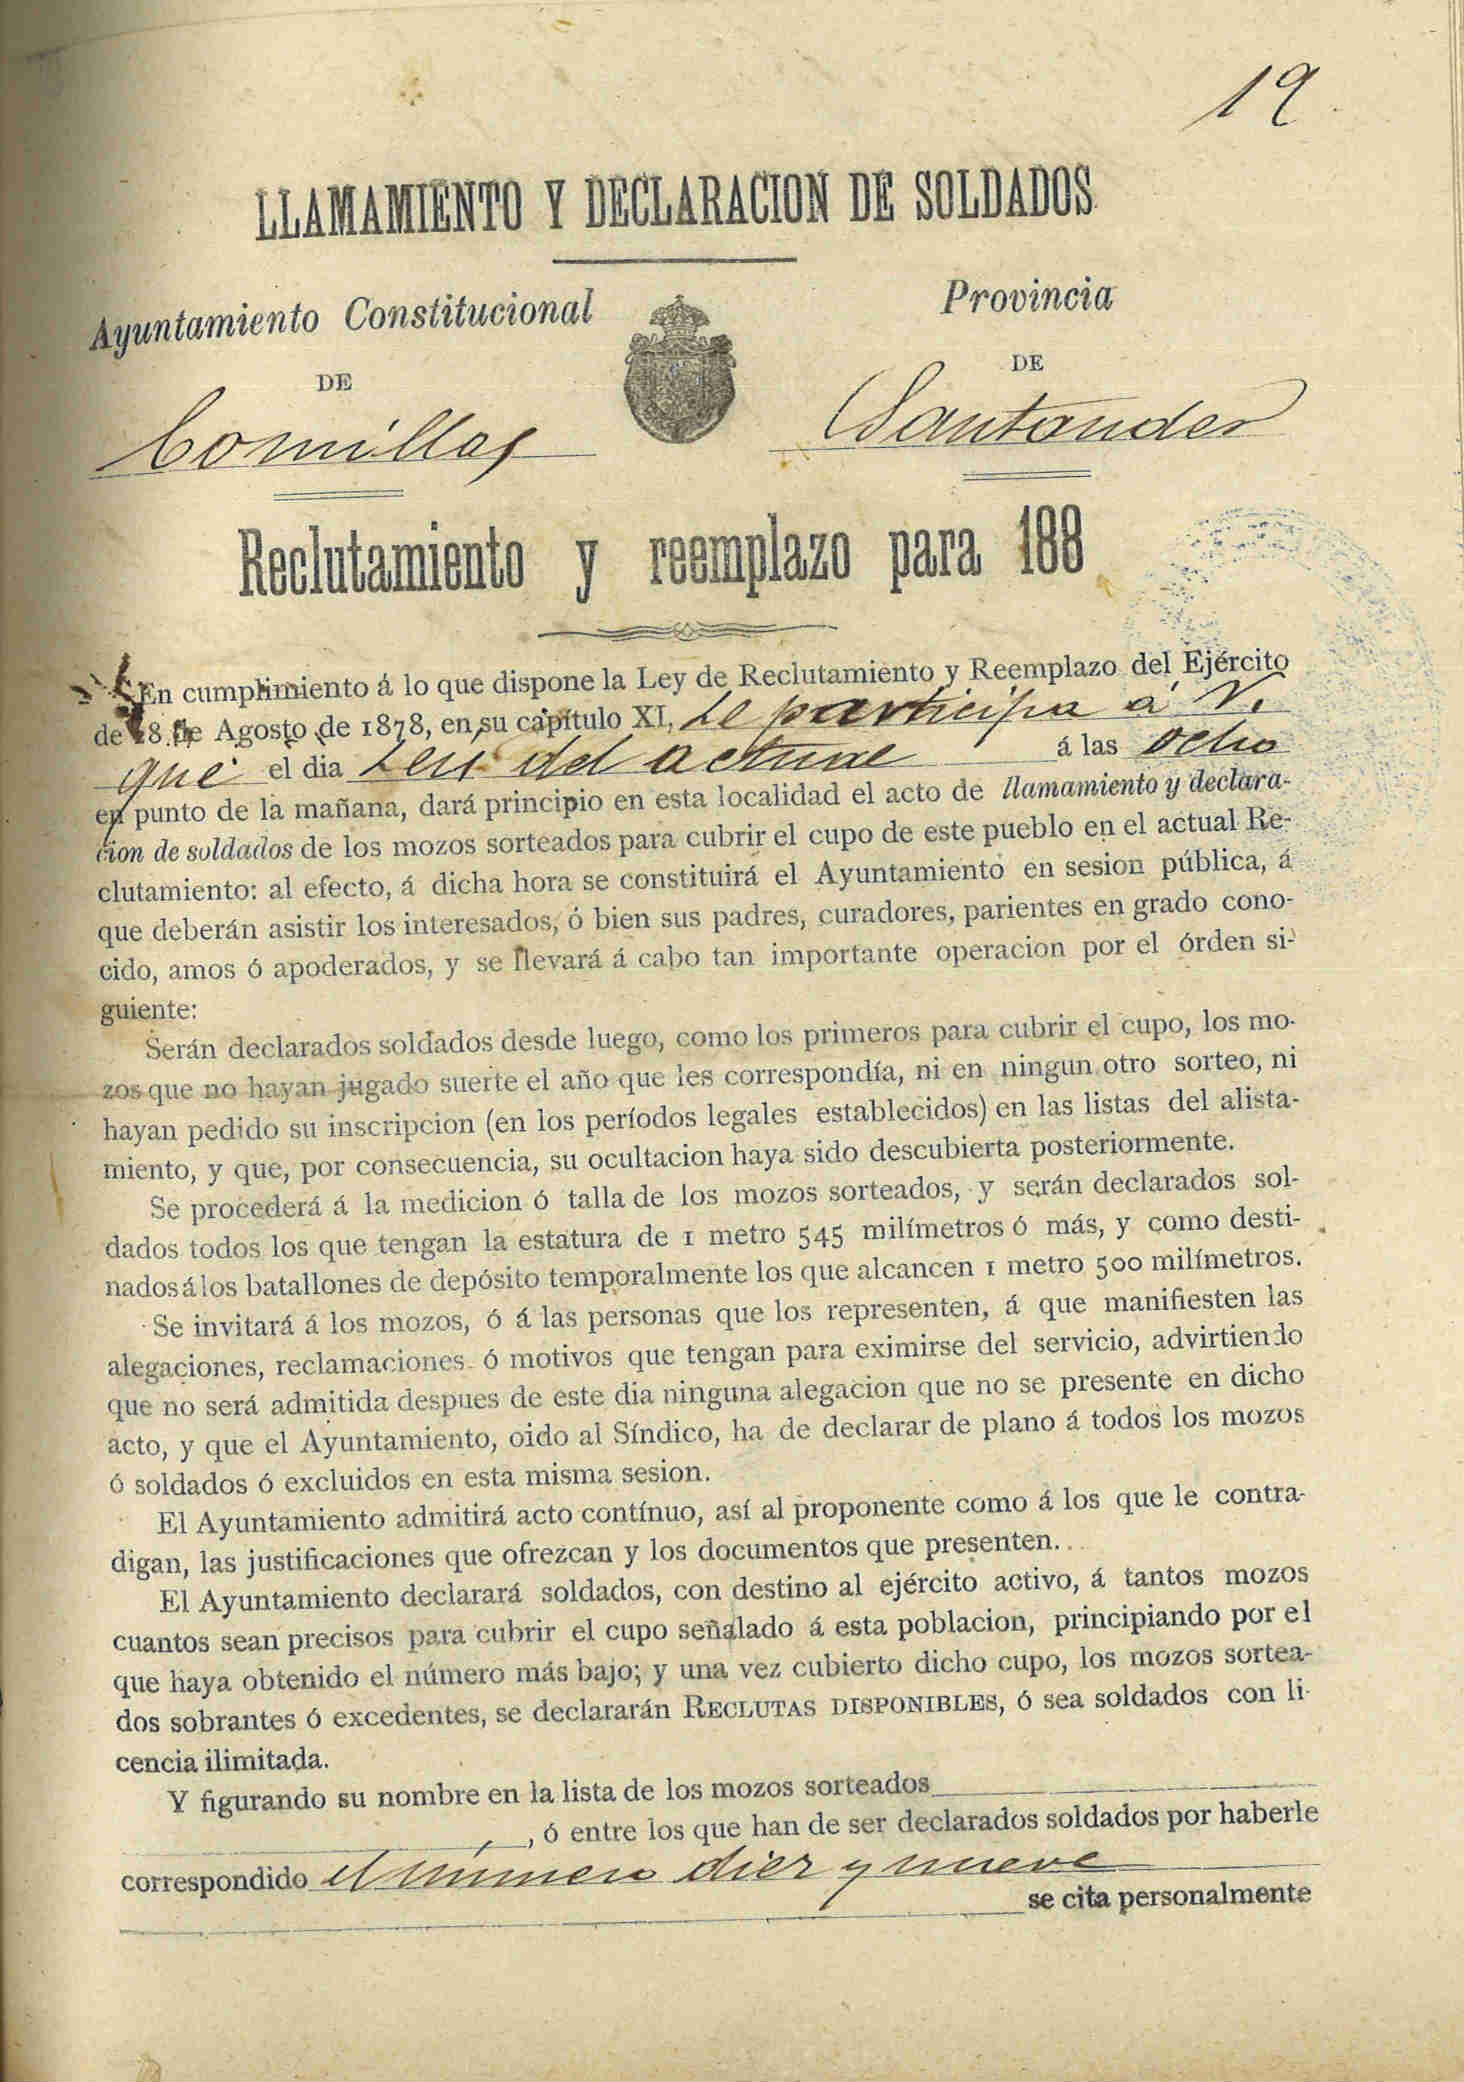 19
LLAMAMIENTO Y DECLARACION DE SOLDADOS
Ayuntamiento Constitucional
DE
Comillas
Provincia
DE
Santander
Reclutamiento y reemplazo para 188
En cumplimiento á lo que dispone la Ley de Reclutamiento y Reemplazo del Ejército
de 28 de Agosto de 1878, en su capítulo XI, se participa á V.
que el dia seis del actual á las ocho
en punto de la mañana, dará principio en esta localidad el acto de llamamiento y declara-
cion de soldados de los mozos sorteados para cubrir el cupo de este pueblo en el actual Re-
clutamiento: al efecto, á dicha hora se constituirá el Ayuntamiento en sesion pública, á
que deberán asistir los interesados, ó bien sus padres, curadores, parientes en grado cono-
cido, amos ó apoderados, y se llevará á cabo tan importante operacion por el órden si-
guiente:
Serán declarados soldados desde luego, como los primeros para cubrir el cupo, los mo-
zos que no hayan jugado suerte el año que les correspondía, ni en ningun otro sorteo, ni
hayan pedido su inscripcion (en los períodos legales establecidos) en las listas del alista-
miento, y que, por consecuencia, su ocultacion haya sido descubierta posteriormente.
Se procederá á la medicion ó talla de los mozos sorteados, y serán declarados sol-
dados todos los que tengan la estatura de 1 metro 545 milímetros ó más, y como desti-
nados á los batallones de depósito temporalmente los que alcancen 1 metro 500 milímetros.
Se invitará á los mozos, ó á las personas que los representen, á que manifiesten las
alegaciones, reclamaciones ó motivos que tengan para eximirse del servicio, advirtiendo
que no será admitida despues de este dia ninguna alegacion que no se presente en dicho
acto, y que el Ayuntamiento, oido al Síndico, ha de declarar de plano á todos los mozos
ó soldados ó excluidos en esta misma sesion.
El Ayuntamiento admitirá acto contínuo, así al proponente como á los que le contra-
digan, las justificaciones que ofrezcan y los documentos que presenten.
El Ayuntamiento declarará soldados, con destino al ejército activo, á tantos mozos
cuantos sean precisos para cubrir el cupo señalado á esta poblacion, principiando por el
que haya obtenido el número más bajo; y una vez cubierto dicho cupo, los mozos sortea-
dos sobrantes ó excedentes, se declararán RECLUTAS DISPONIBLES, ó sea soldados con li-
cencia ilimitada.
Y figurando su nombre en la lista de los mozos sorteados
, ó entre los que han de ser declarados soldados por haberle
correspondido el número diez y nueve
se cita personalmente